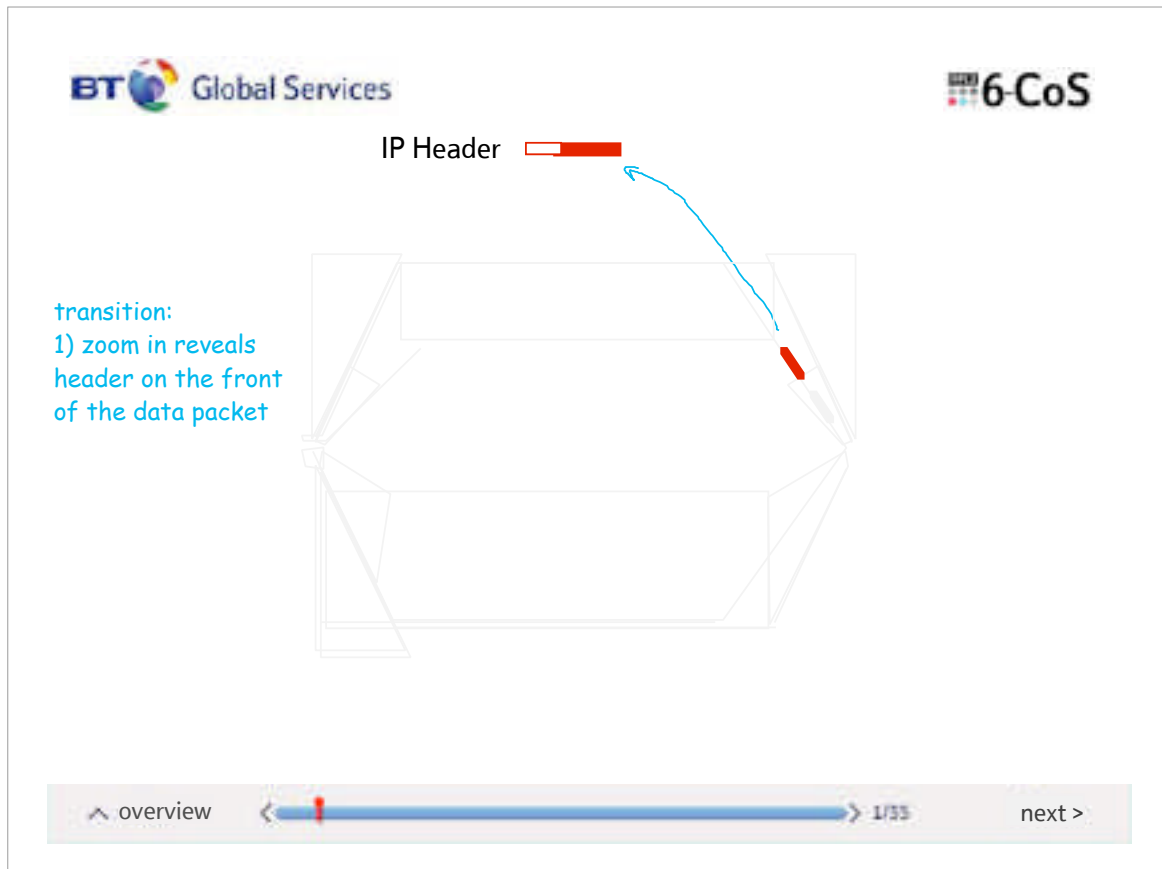 BT Global Services
6-CoS
IP Header
transition:
1) zoom in reveals
header on the front
of the data packet
^ overview
< > 1/35
next >